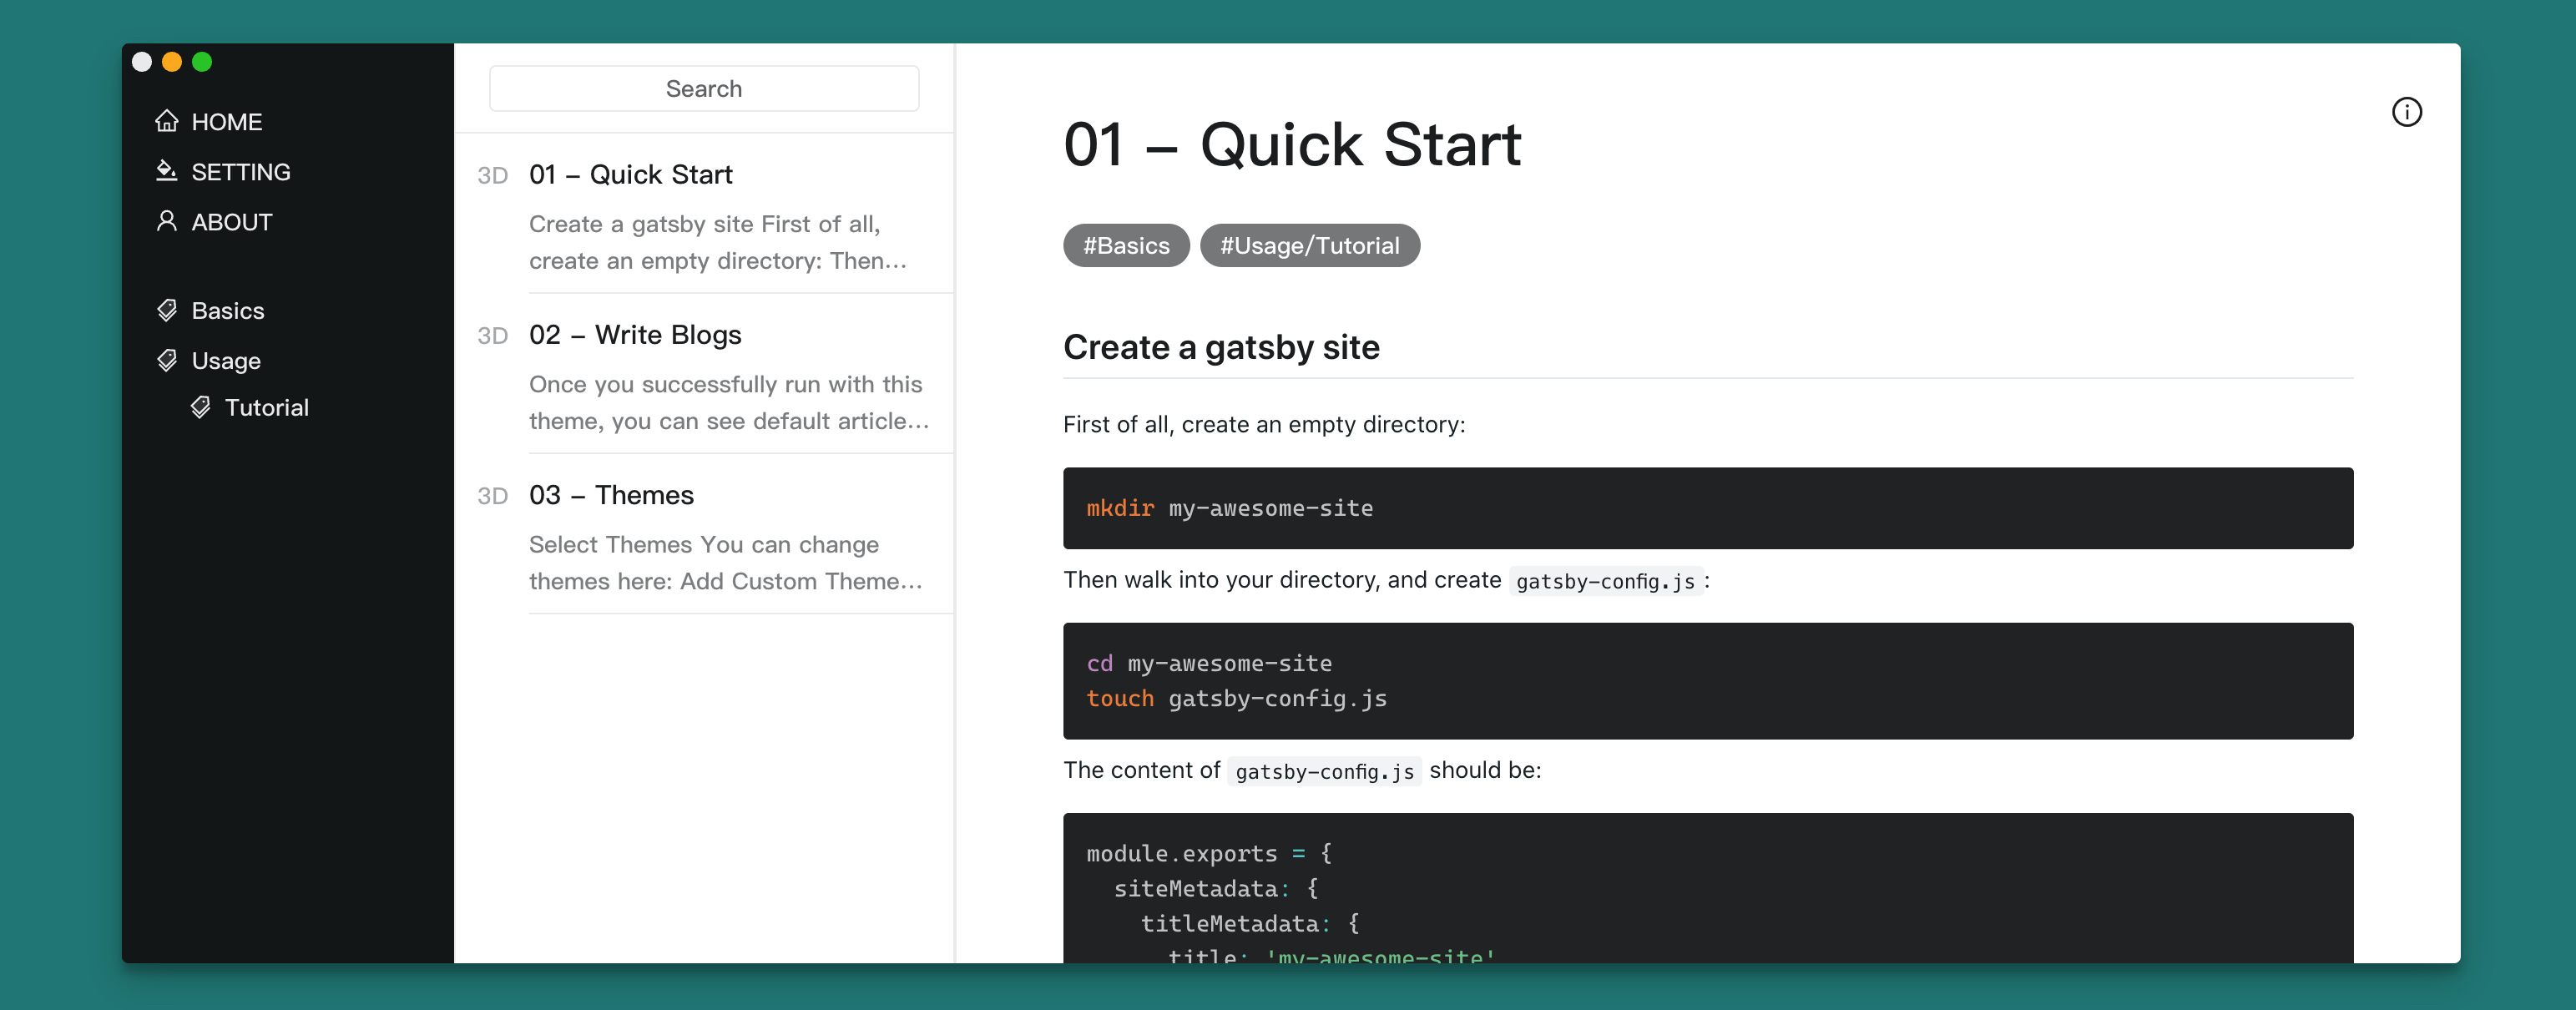 HOME
SETTING
ABOUT
Basics
Usage
Tutorial
Search
3D 01 – Quick Start
Create a gatsby site First of all,
create an empty directory: Then...
3D 02 – Write Blogs
Once you successfully run with this
theme, you can see default article...
3D 03 – Themes
Select Themes You can change
themes here: Add Custom Theme...
01 – Quick Start
#Basics #Usage/Tutorial
Create a gatsby site
First of all, create an empty directory:
mkdir my-awesome-site
Then walk into your directory, and create gatsby-config.js:
cd my-awesome-site
touch gatsby-config.js
The content of gatsby-config.js should be:
module.exports = {
siteMetadata: {
titleMetadata: {
title: 'my-awesome-site'